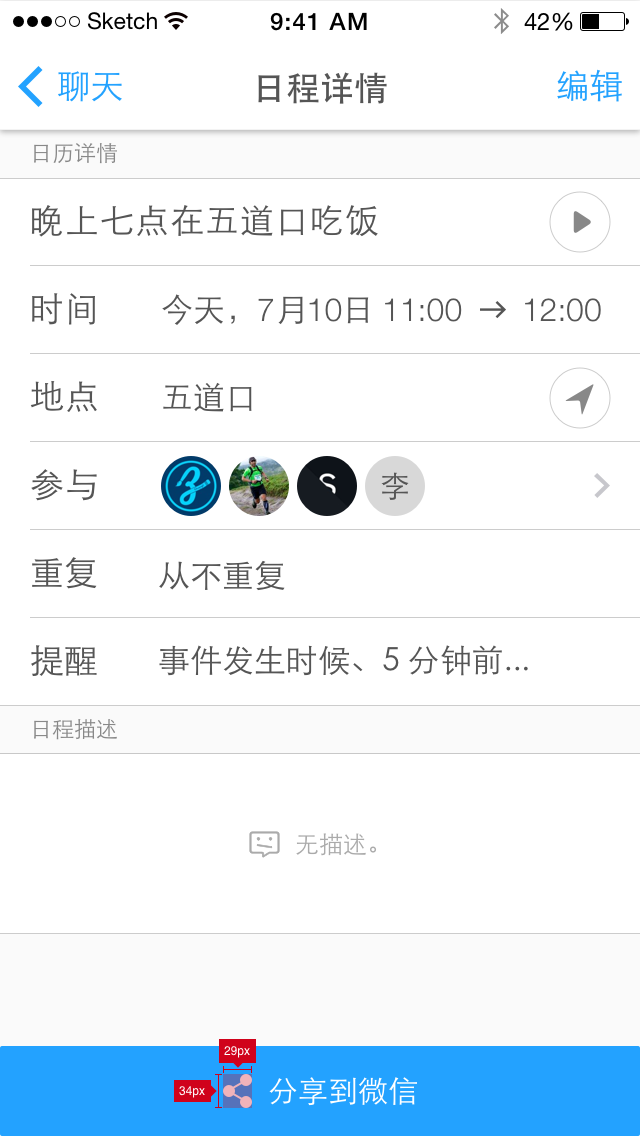 Sketch 9:41 AM 42%
聊天 日程详情 编辑
日历详情
晚上七点在五道口吃饭
时间 今天，7月10日 11:00 → 12:00
地点 五道口
参与 李
重复 从不重复
提醒 事件发生时候、5 分钟前...
日程描述
无描述。
29px
34px 分享到微信